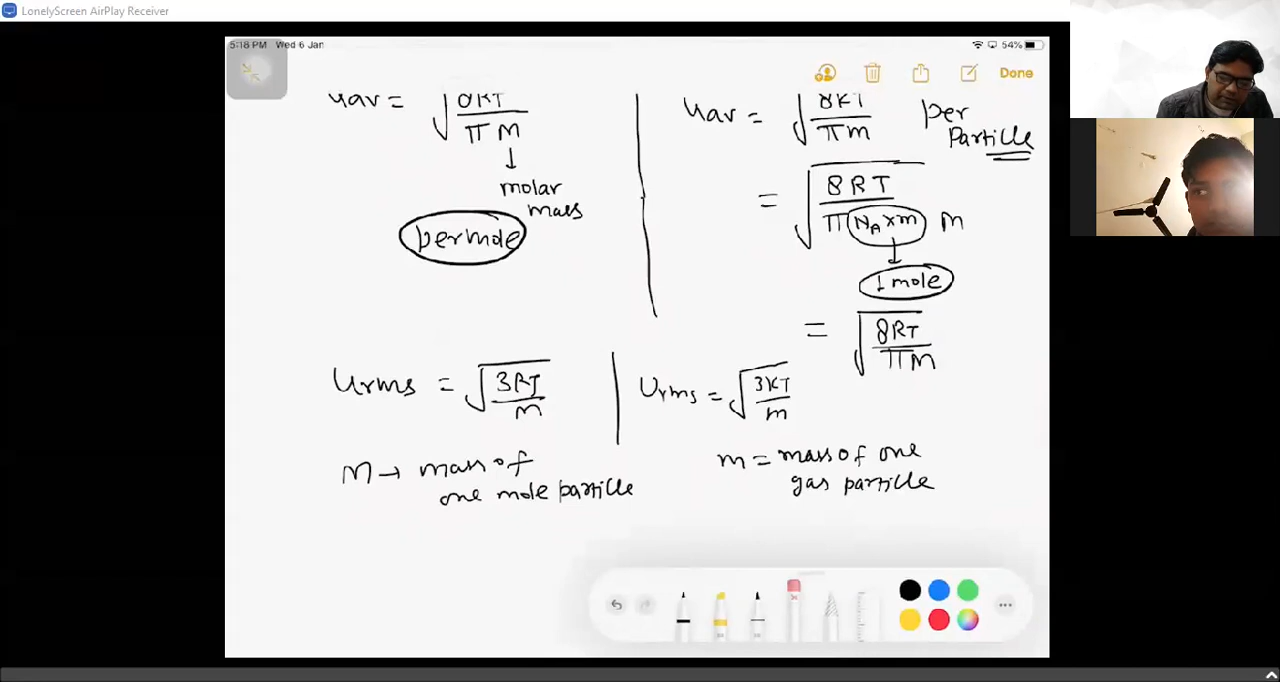 LonelyScreen AirPlay Receiver
5:18 PM Wed 6 Jan
54%
Done
uav = √(8RT/πM)
↓
molar
mass
per mole
uav = √(8KT/πm) per
particle
= √(8RT/π NA×m) M
↓
1 mole
= √(8RT/πM)
Urms = √(3RT/M)
Urms = √(3KT/m)
M → mass of
one mole particle
m = mass of one
gas particle